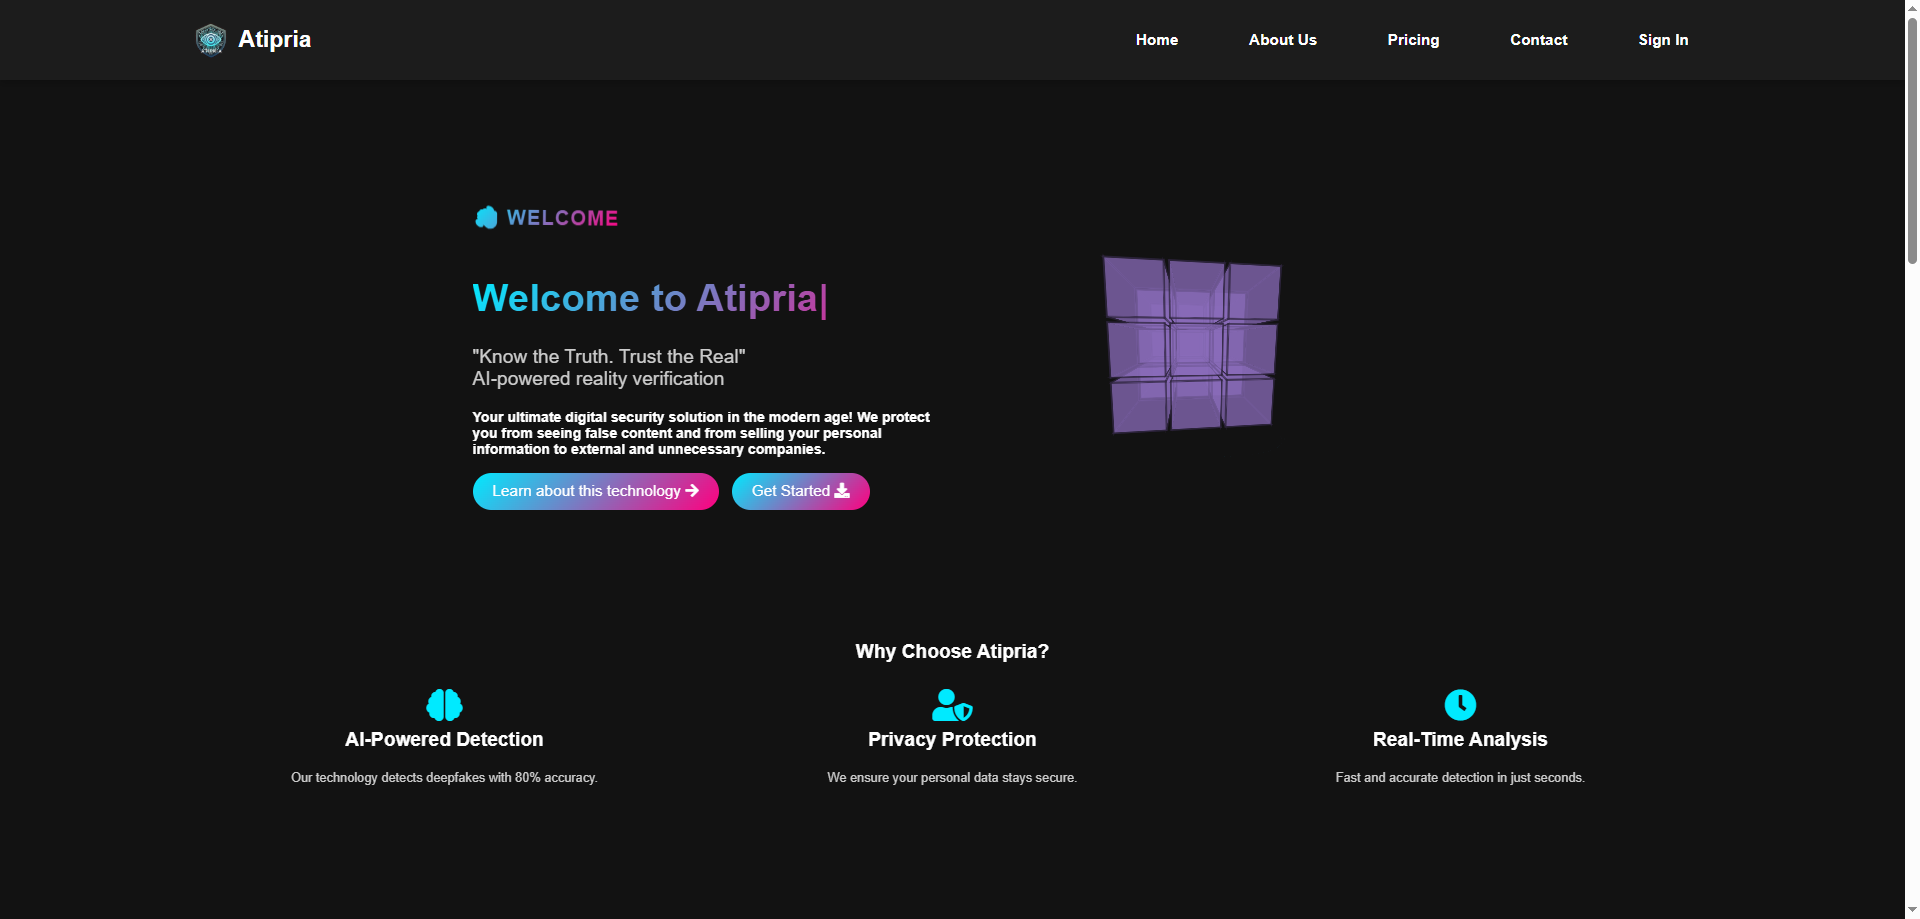 Atipria
Home
About Us
Pricing
Contact
Sign In
WELCOME
Welcome to Atipria|
"Know the Truth. Trust the Real"
AI-powered reality verification
Your ultimate digital security solution in the modern age! We protect
you from seeing false content and from selling your personal
information to external and unnecessary companies.
Learn about this technology
Get Started
Why Choose Atipria?
AI-Powered Detection
Our technology detects deepfakes with 80% accuracy.
Privacy Protection
We ensure your personal data stays secure.
Real-Time Analysis
Fast and accurate detection in just seconds.